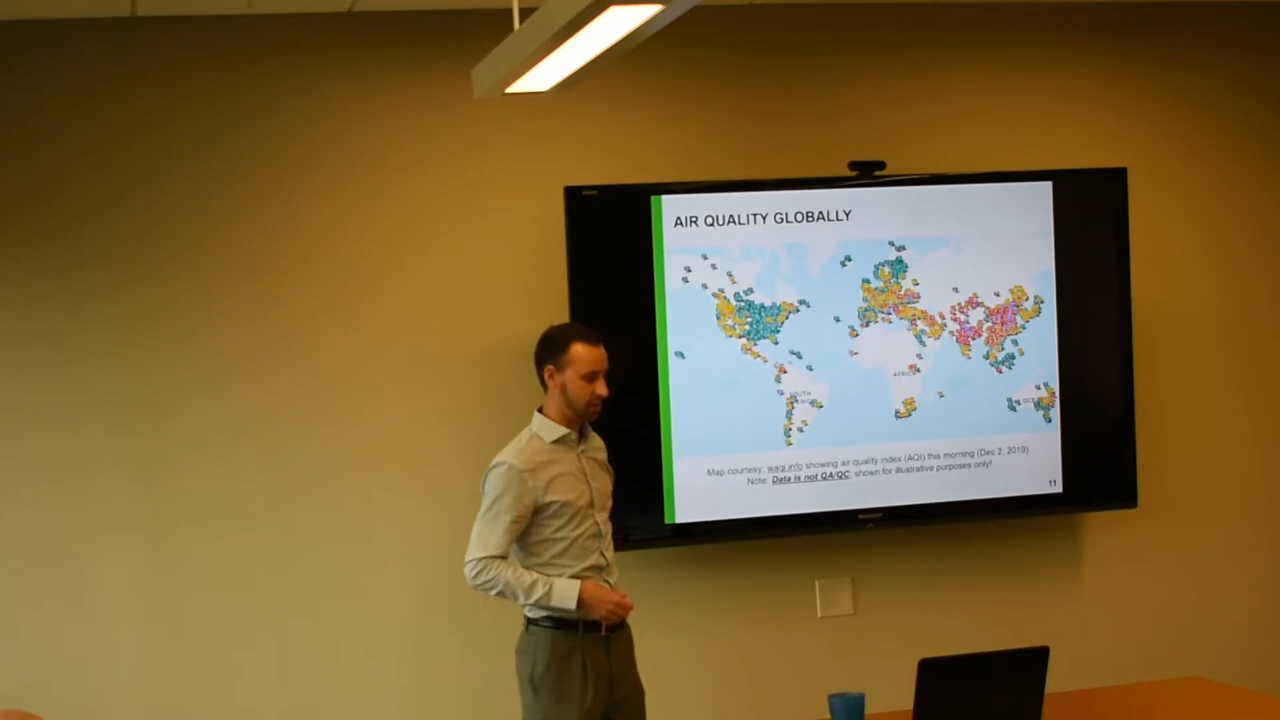 AIR QUALITY GLOBALLY
AFRICA
SOUTH
Map courtesy: waqi.info showing air quality index (AQI) this morning (Dec 2, 2019)
Note: Data is not QA/QC, shown for illustrative purposes only!
11